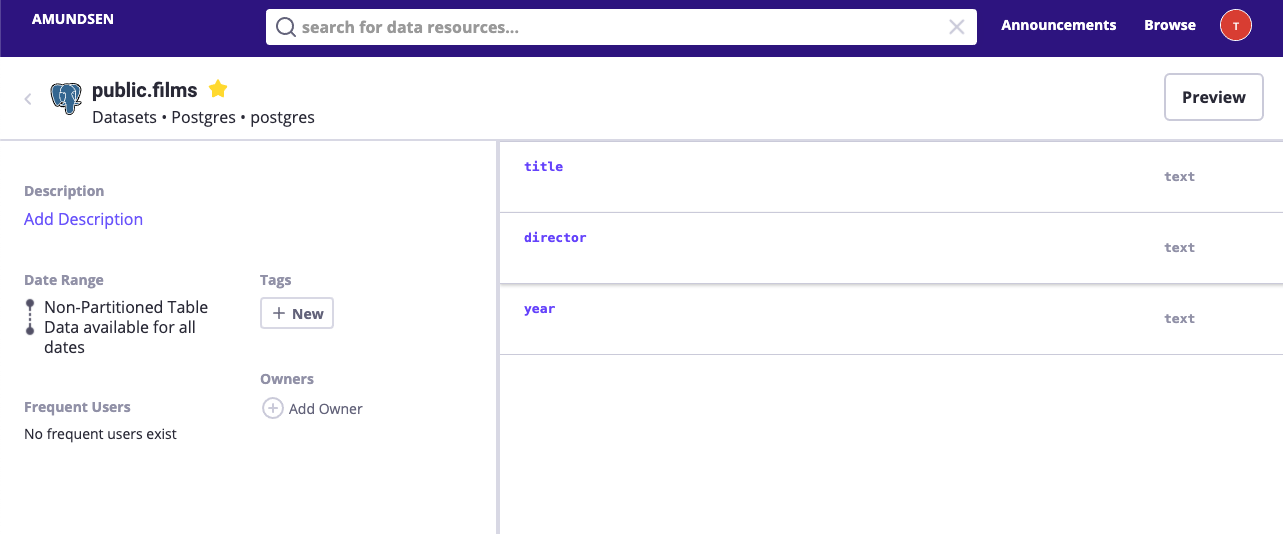 AMUNDSEN
search for data resources...
Announcements
Browse
T
public.films
Datasets • Postgres • postgres
Preview
Description
Add Description
Date Range
Non-Partitioned Table
Data available for all
dates
Tags
+ New
Owners
Add Owner
Frequent Users
No frequent users exist
title
text
director
text
year
text